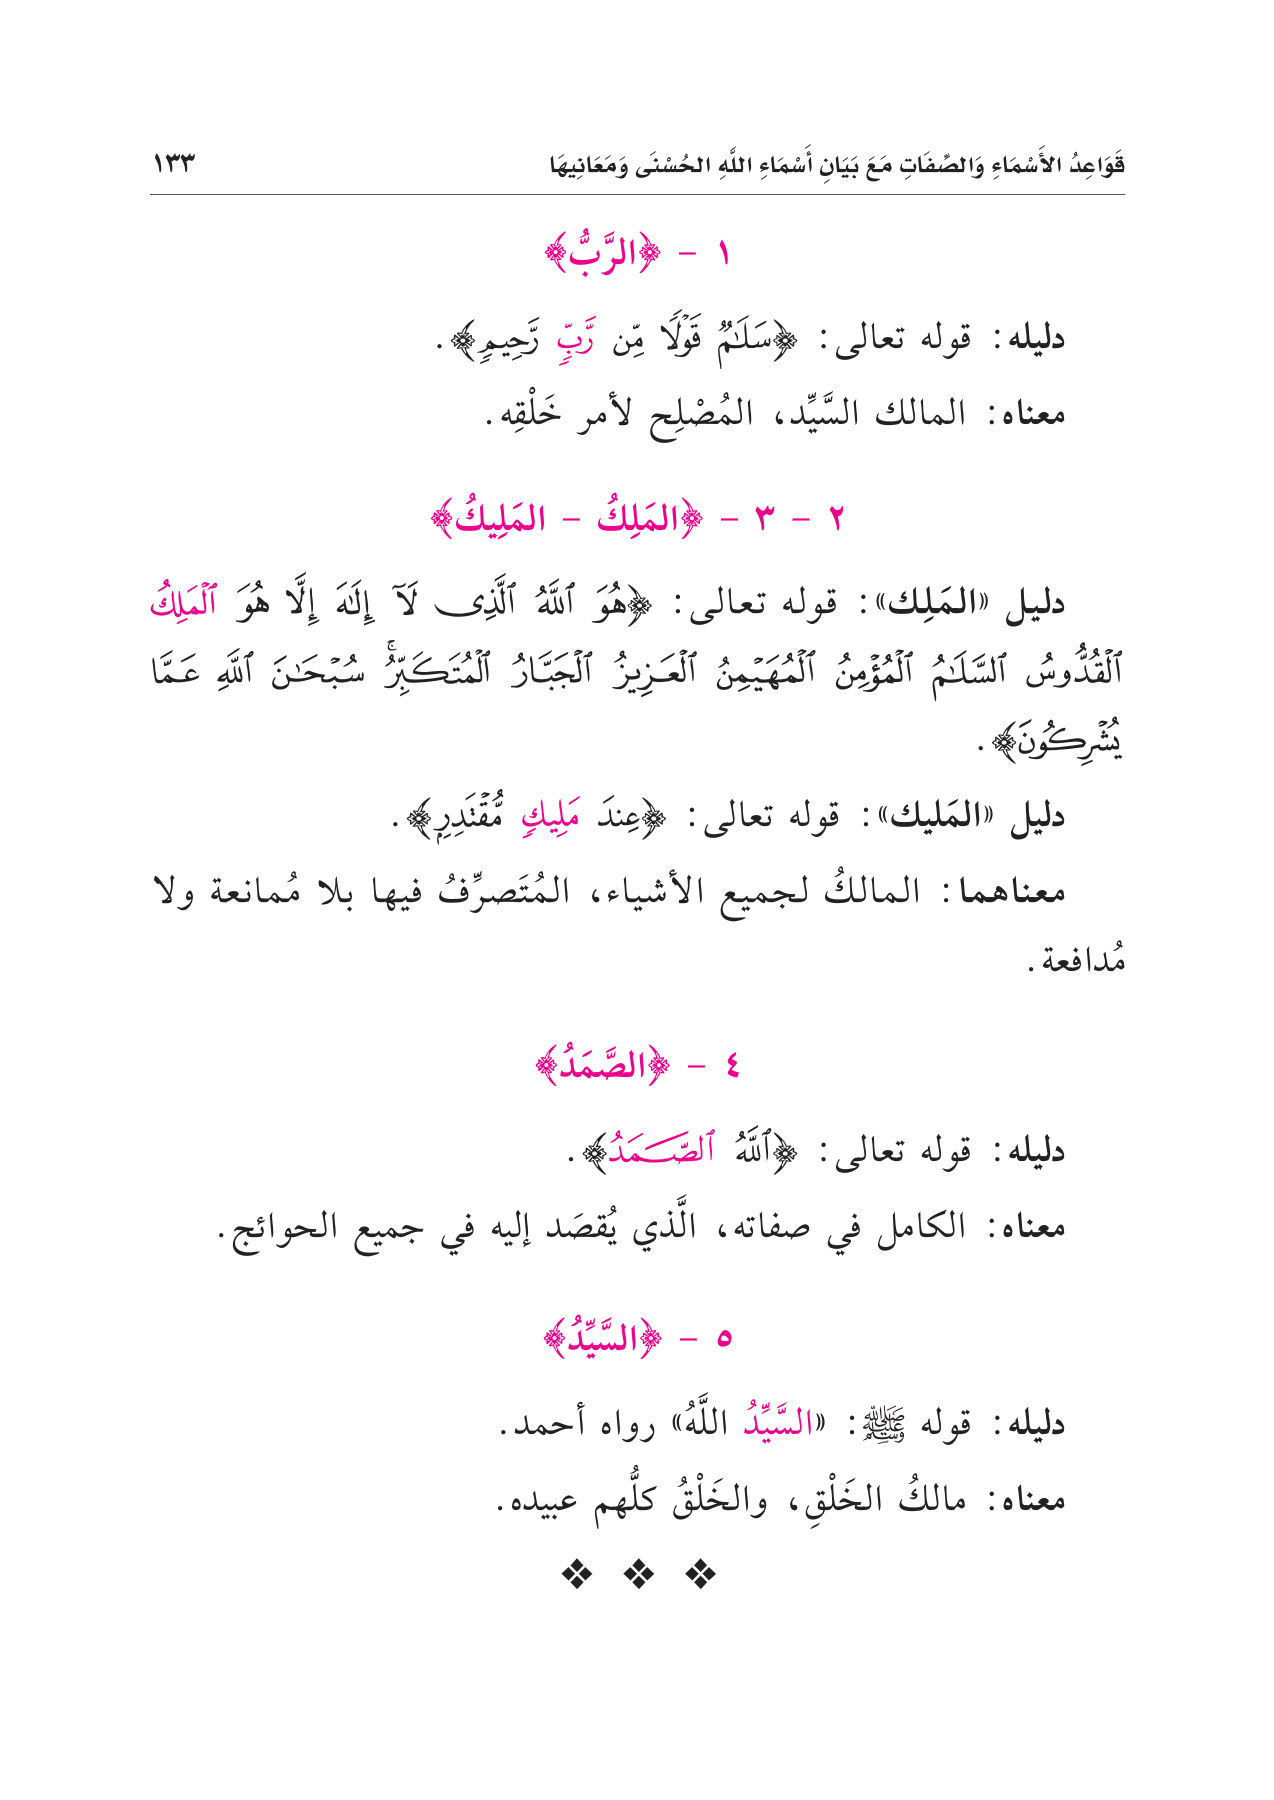 قَوَاعِدُ الأَسْمَاءِ وَالصِّفَاتِ مَعَ بَيَانِ أَسْمَاءِ اللَّهِ الحُسْنَى وَمَعَانِيهَا ١٣٣
١ - ﴿الرَّبُّ﴾
دليله: قوله تعالى: ﴿سَلَٰمٌ قَوْلًا مِّن رَّبٍّ رَّحِيمٍ﴾.
معناه: المالك السَّيِّد، المُصْلِح لأمر خَلْقِه.
٢ - ٣ - ﴿المَلِكُ - المَلِيكُ﴾
دليل «المَلِك»: قوله تعالى: ﴿هُوَ ٱللَّهُ ٱلَّذِى لَآ إِلَٰهَ إِلَّا هُوَ ٱلْمَلِكُ
ٱلْقُدُّوسُ ٱلسَّلَٰمُ ٱلْمُؤْمِنُ ٱلْمُهَيْمِنُ ٱلْعَزِيزُ ٱلْجَبَّارُ ٱلْمُتَكَبِّرُۚ سُبْحَٰنَ ٱللَّهِ عَمَّا
يُشْرِكُونَ﴾.
دليل «المَليك»: قوله تعالى: ﴿عِندَ مَلِيكٍ مُّقْتَدِرٍ﴾.
معناهما: المالكُ لجميع الأشياء، المُتَصرِّفُ فيها بلا مُمانعة ولا
مُدافعة.
٤ - ﴿الصَّمَدُ﴾
دليله: قوله تعالى: ﴿ٱللَّهُ ٱلصَّمَدُ﴾.
معناه: الكامل في صفاته، الَّذي يُقصَد إليه في جميع الحوائج.
٥ - ﴿السَّيِّدُ﴾
دليله: قوله ﷺ: «السَّيِّدُ اللَّهُ» رواه أحمد.
معناه: مالكُ الخَلْقِ، والخَلْقُ كلُّهم عبيده.